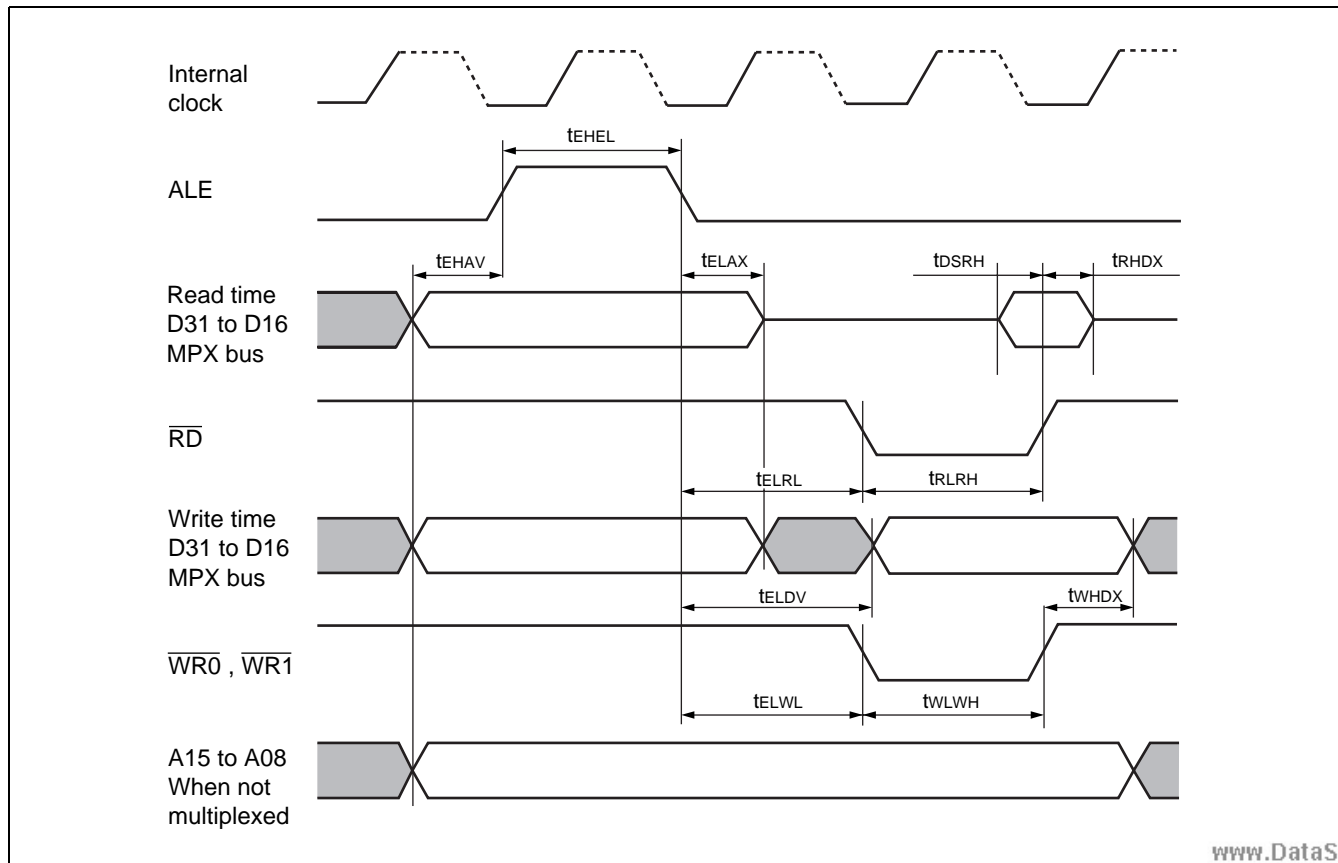 Internal
clock
tEHEL
ALE
tEHAV
tELAX
tDSRH
tRHDX
Read time
D31 to D16
MPX bus
RD
tELRL
tRLRH
Write time
D31 to D16
MPX bus
tELDV
tWHDX
WR0 , WR1
tELWL
tWLWH
A15 to A08
When not
multiplexed
www.DataS